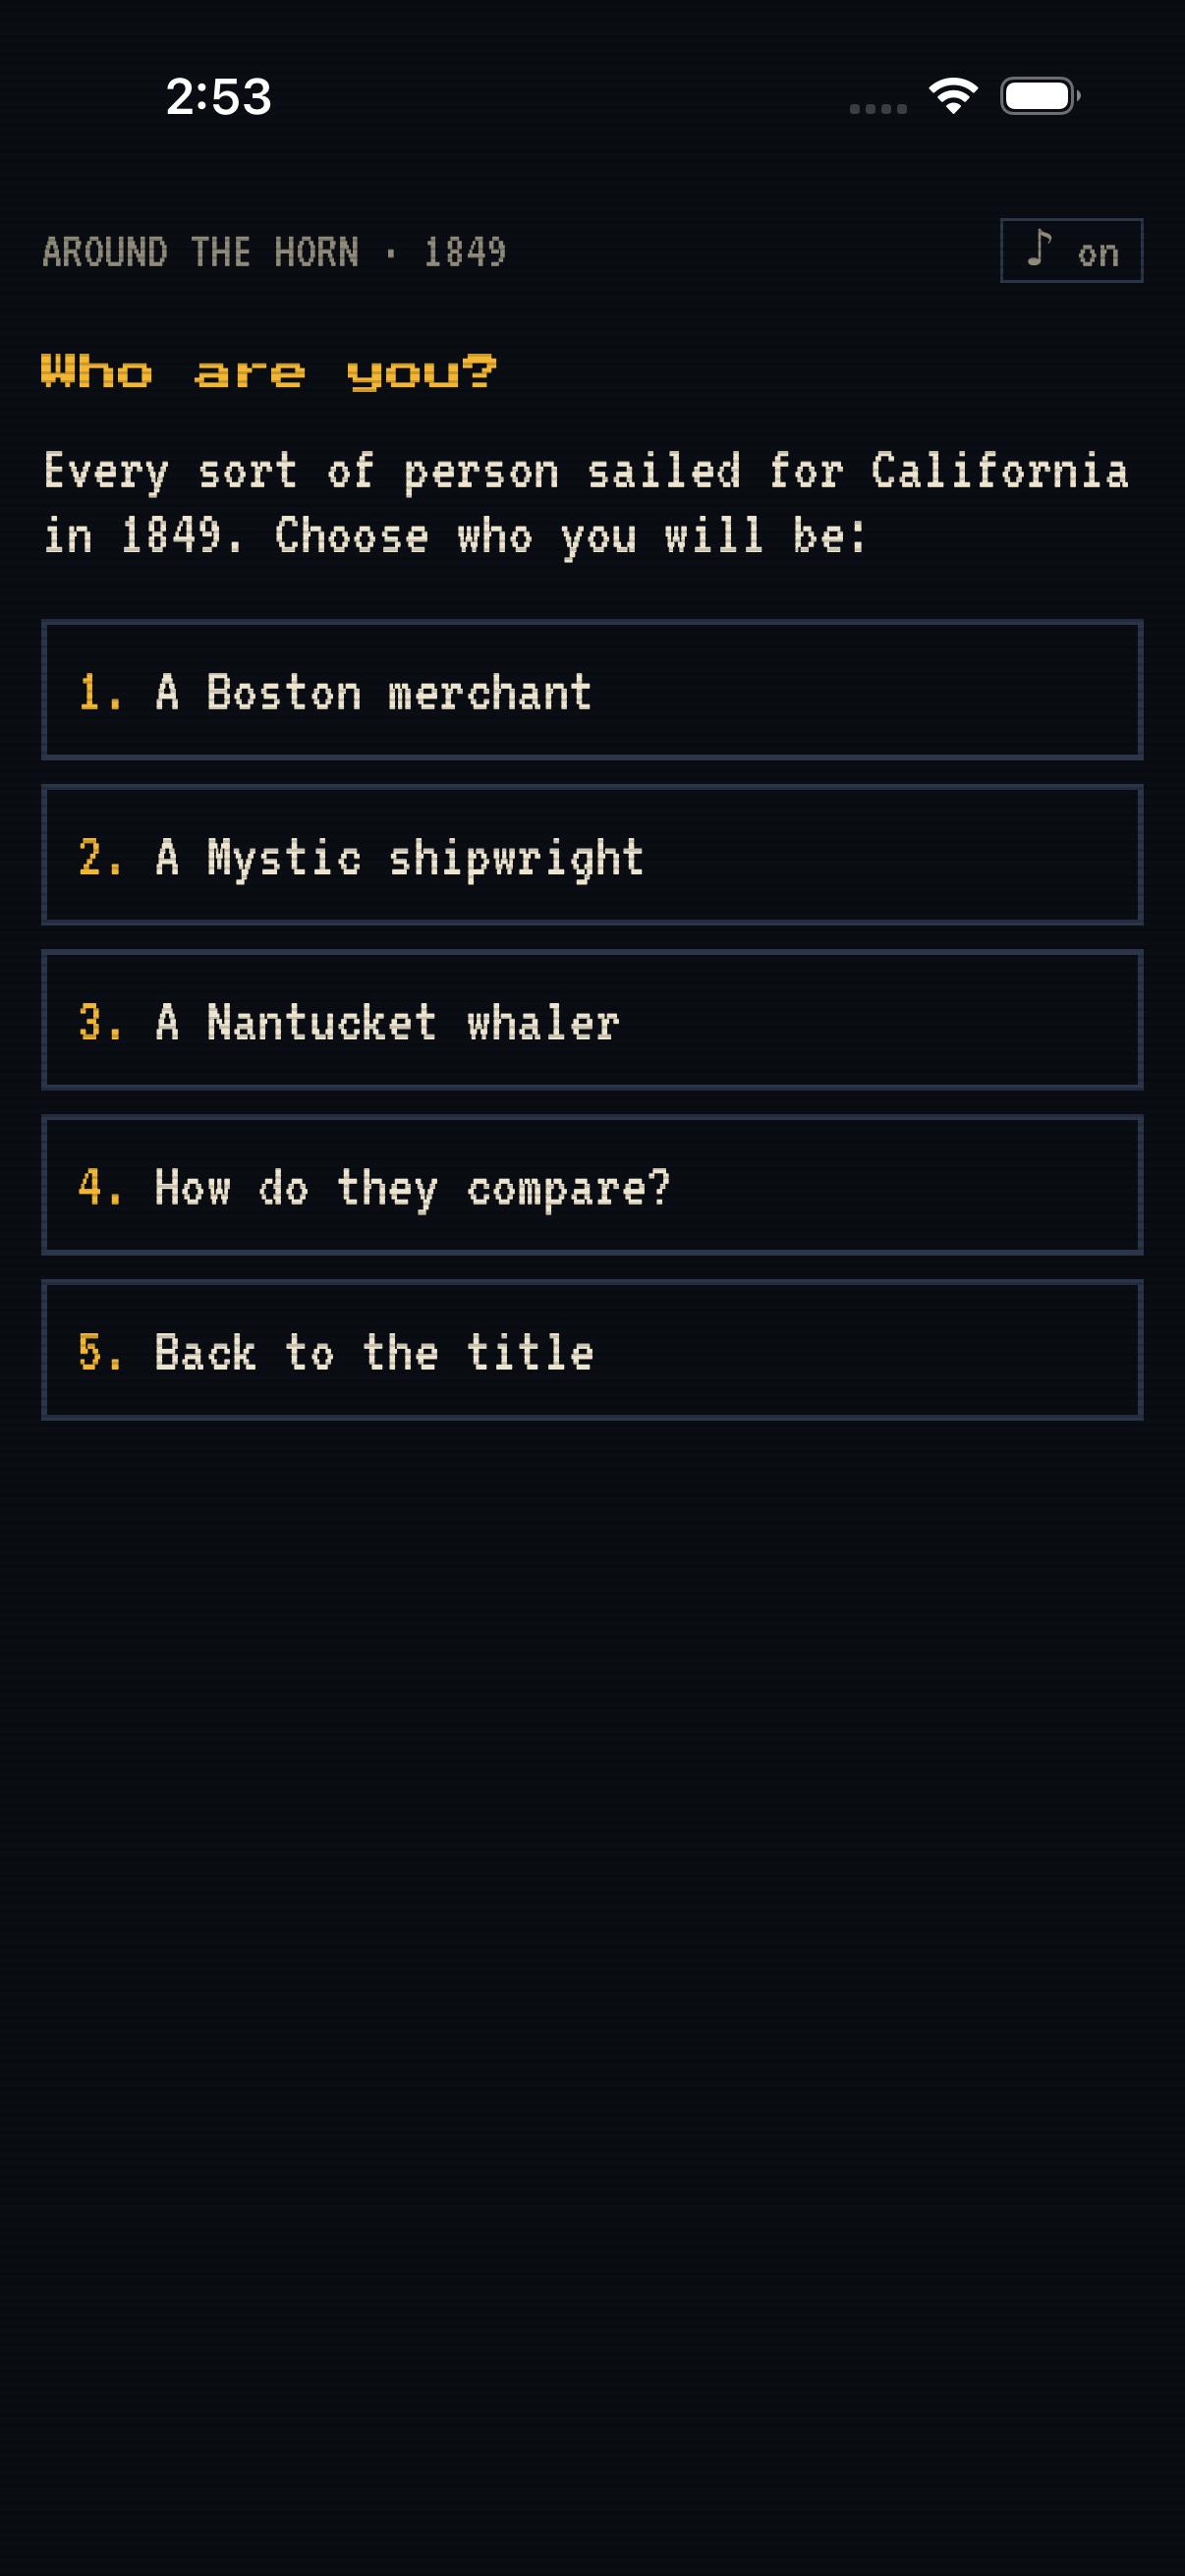 2:53
AROUND THE HORN · 1849
♪ on
Who are you?
Every sort of person sailed for California
in 1849. Choose who you will be:
1. A Boston merchant
2. A Mystic shipwright
3. A Nantucket whaler
4. How do they compare?
5. Back to the title